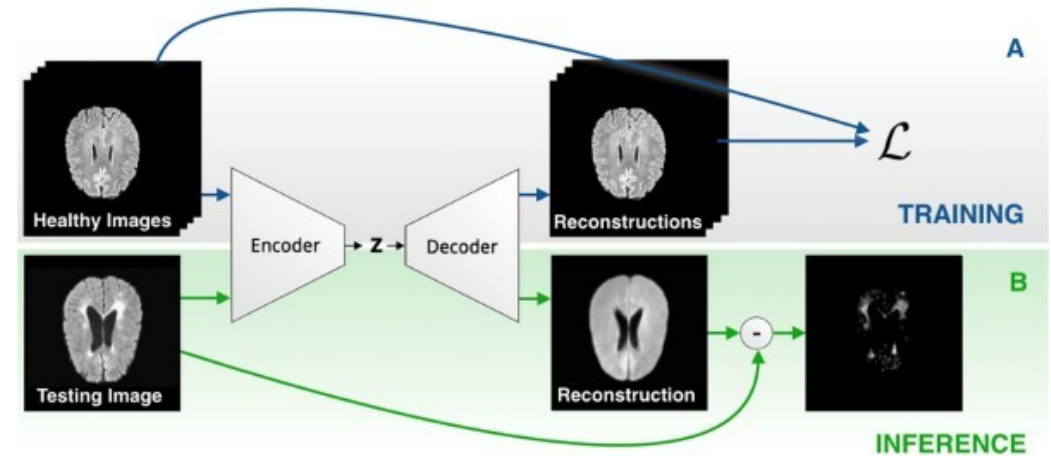 A
ℒ
Healthy Images
Reconstructions
TRAINING
Encoder
z
Decoder
B
-
Testing Image
Reconstruction
INFERENCE